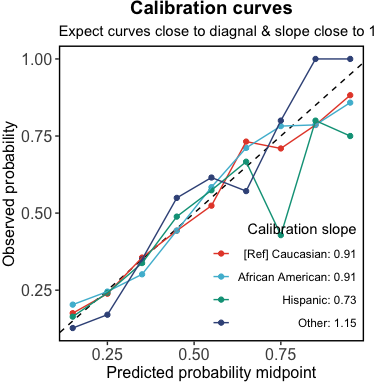 Calibration curves
Expect curves close to diagnal & slope close to 1
1.00
0.75
0.50
0.25
Observed probability
Calibration slope
[Ref] Caucasian: 0.91
African American: 0.91
Hispanic: 0.73
Other: 1.15
0.25
0.50
0.75
Predicted probability midpoint